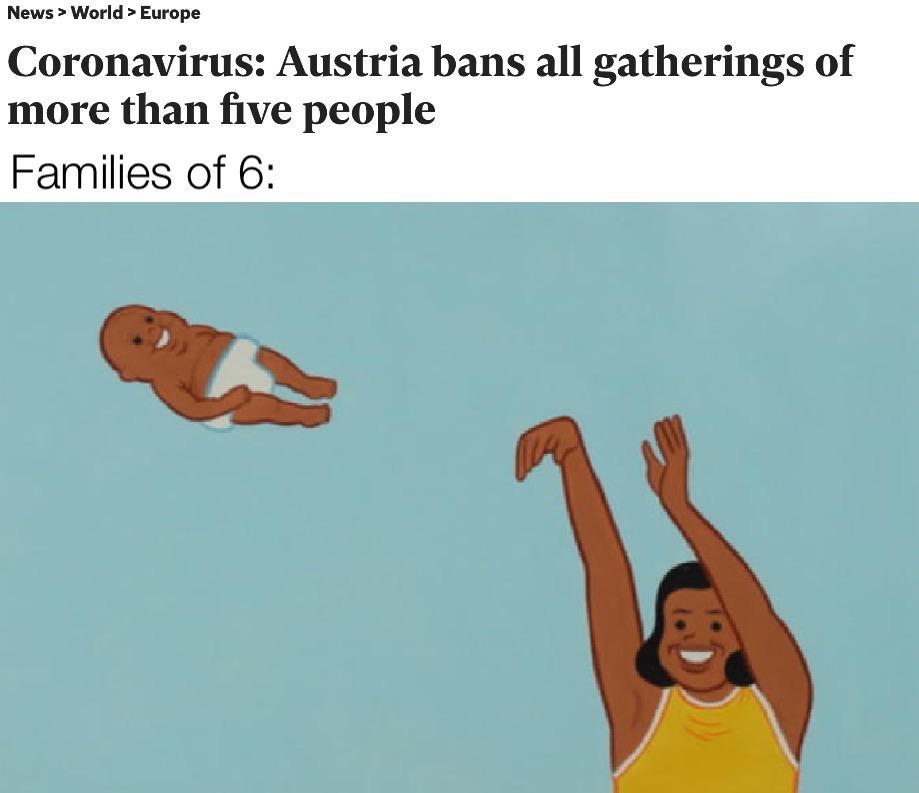 News > World > Europe
Coronavirus: Austria bans all gatherings of
more than five people
Families of 6: